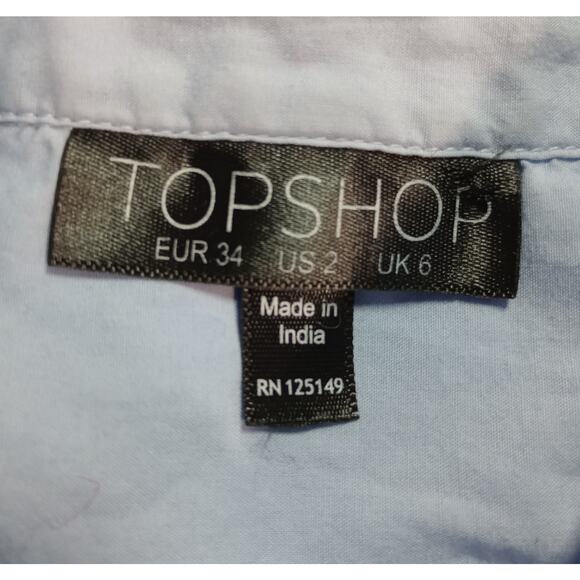 TOPSHOP
EUR 34 US 2 UK 6
Made in
India
RN 125149